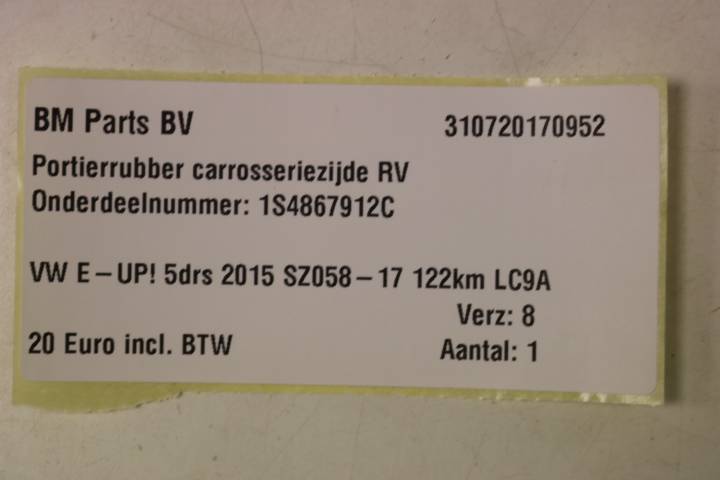 BM Parts BV 310720170952
Portierrubber carrosseriezijde RV
Onderdeelnummer: 1S4867912C
VW E-UP! 5drs 2015 SZ058-17 122km LC9A
Verz: 8
20 Euro incl. BTW Aantal: 1